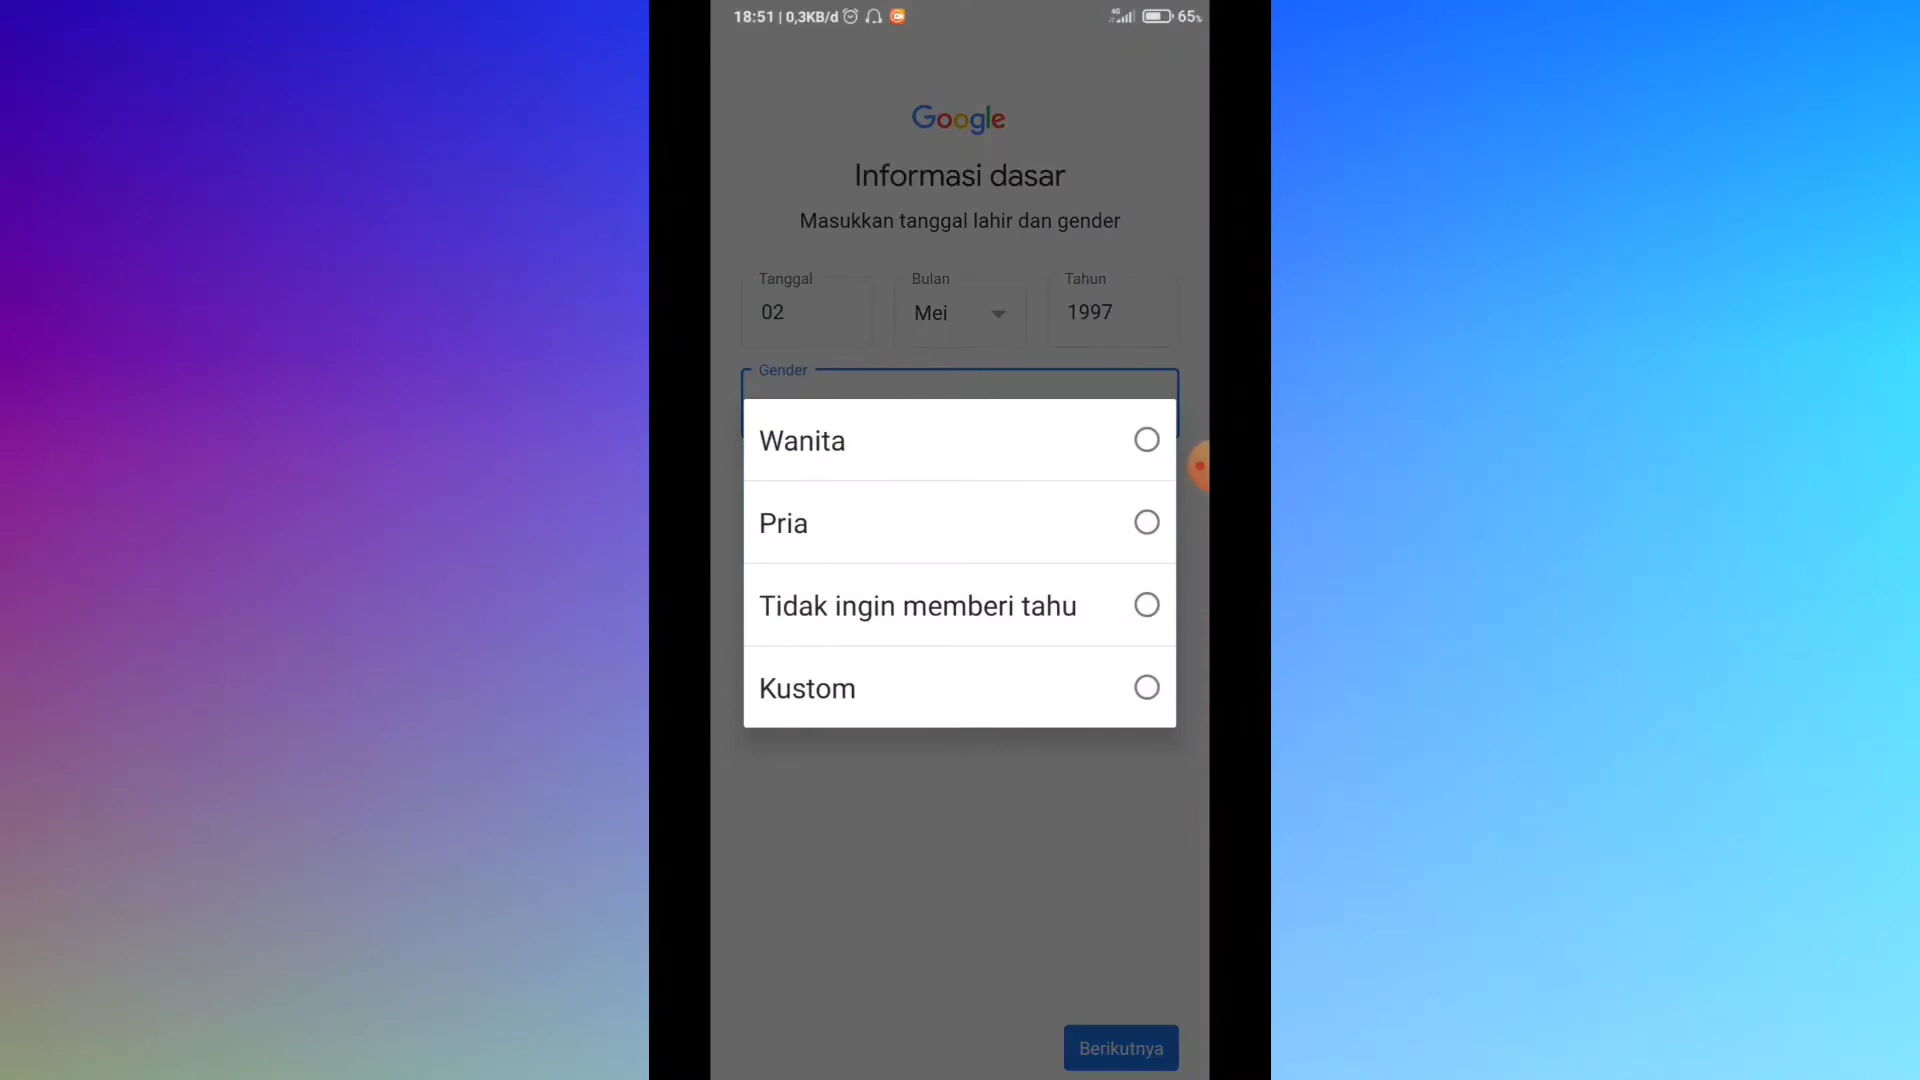 18:51 | 0,3KB/d 4G 65%
Google
Informasi dasar
Masukkan tanggal lahir dan gender
Tanggal Bulan Tahun
02 Mei 1997
Gender
Wanita
Pria
Tidak ingin memberi tahu
Kustom
Berikutnya